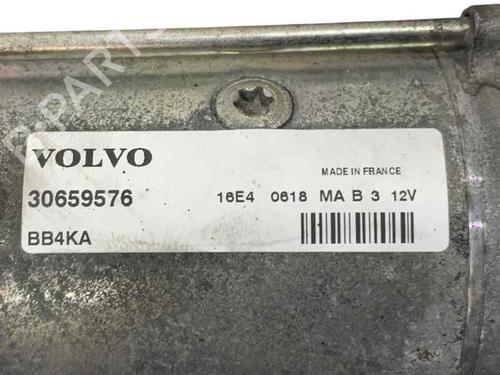 VOLVO
MADE IN FRANCE
30659576 16E4 0618 MA B 3 12V
BB4KA